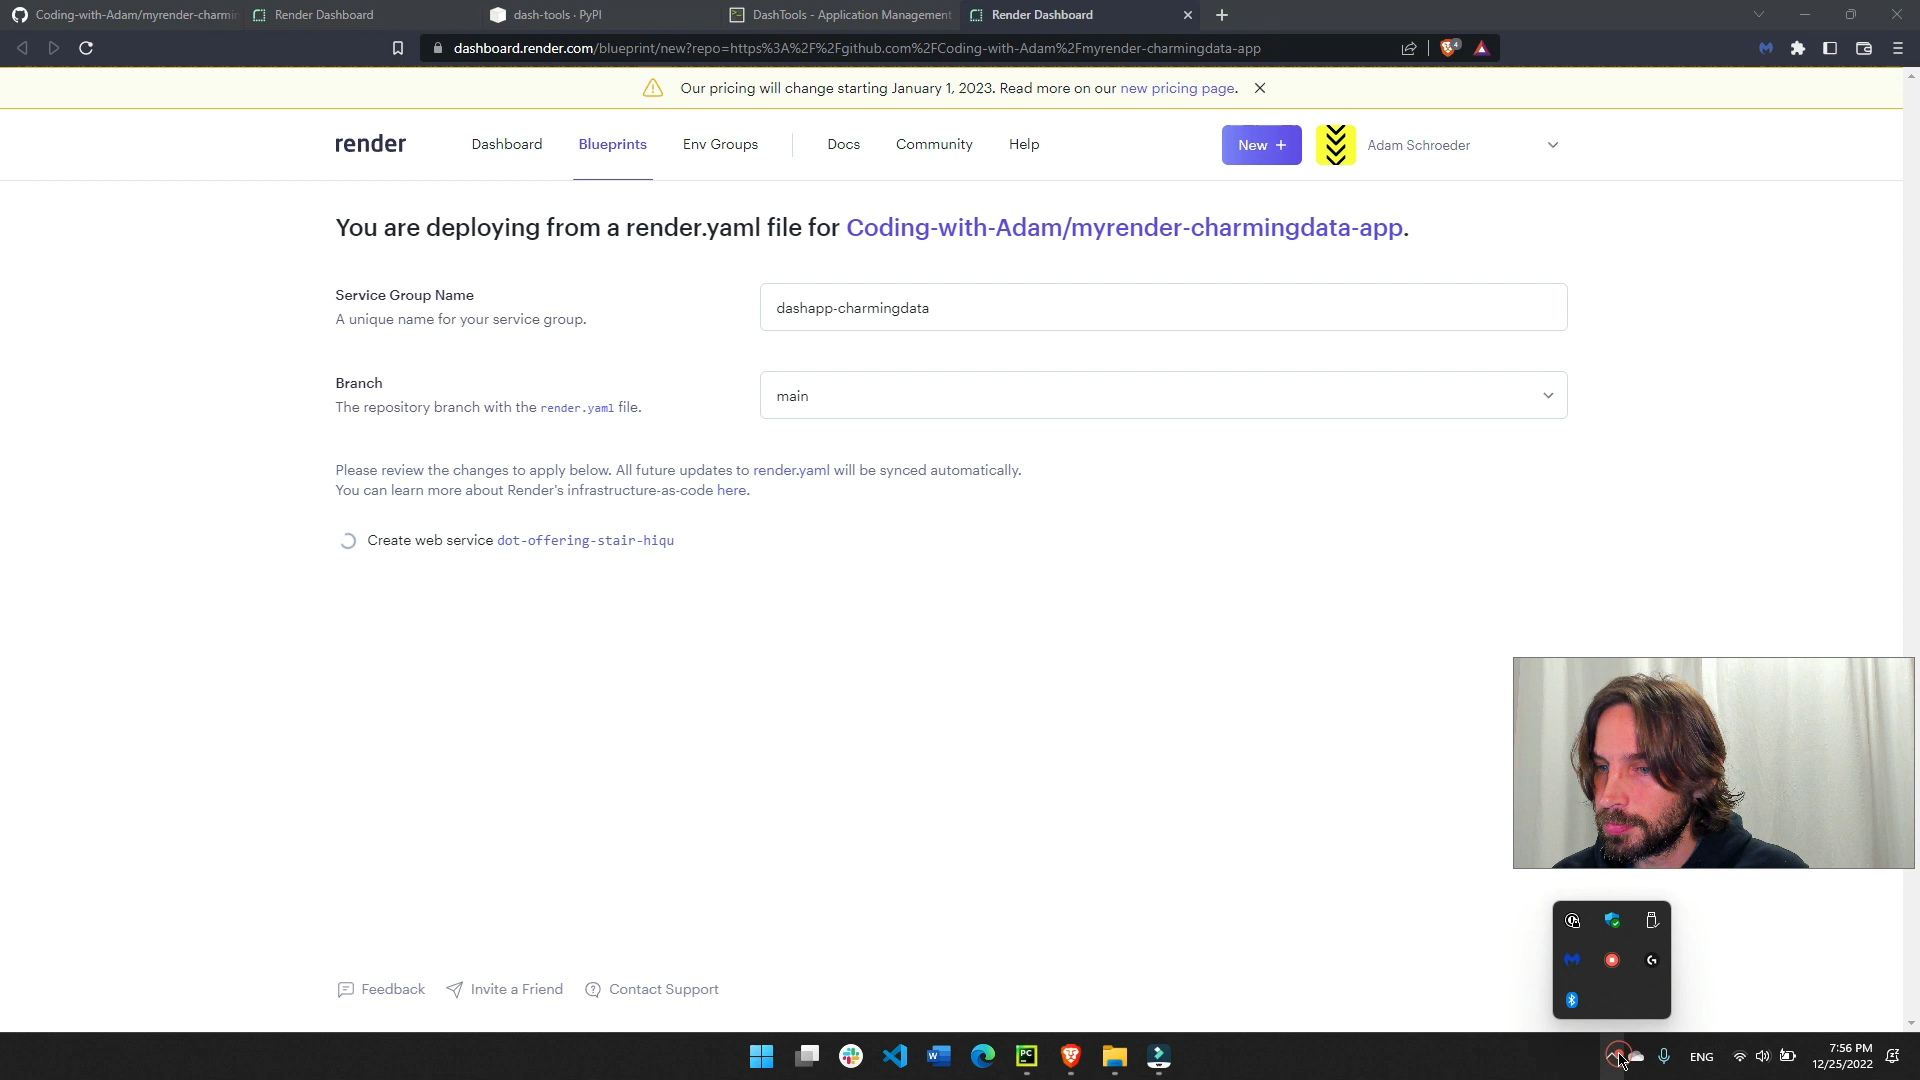 Coding-with-Adam/myrender-charmin
Render Dashboard
dash-tools · PyPI
DashTools - Application Management
Render Dashboard
dashboard.render.com/blueprint/new?repo=https%3A%2F%2Fgithub.com%2FCoding-with-Adam%2Fmyrender-charmingdata-app
4
Our pricing will change starting January 1, 2023. Read more on our new pricing page.
render
Dashboard
Blueprints
Env Groups
Docs
Community
Help
New +
Adam Schroeder
You are deploying from a render.yaml file for Coding-with-Adam/myrender-charmingdata-app.
Service Group Name
A unique name for your service group.
dashapp-charmingdata
Branch
The repository branch with the render.yaml file.
main
Please review the changes to apply below. All future updates to render.yaml will be synced automatically.
You can learn more about Render's infrastructure-as-code here.
Create web service dot-offering-stair-hiqu
Feedback
Invite a Friend
Contact Support
ENG
7:56 PM
12/25/2022